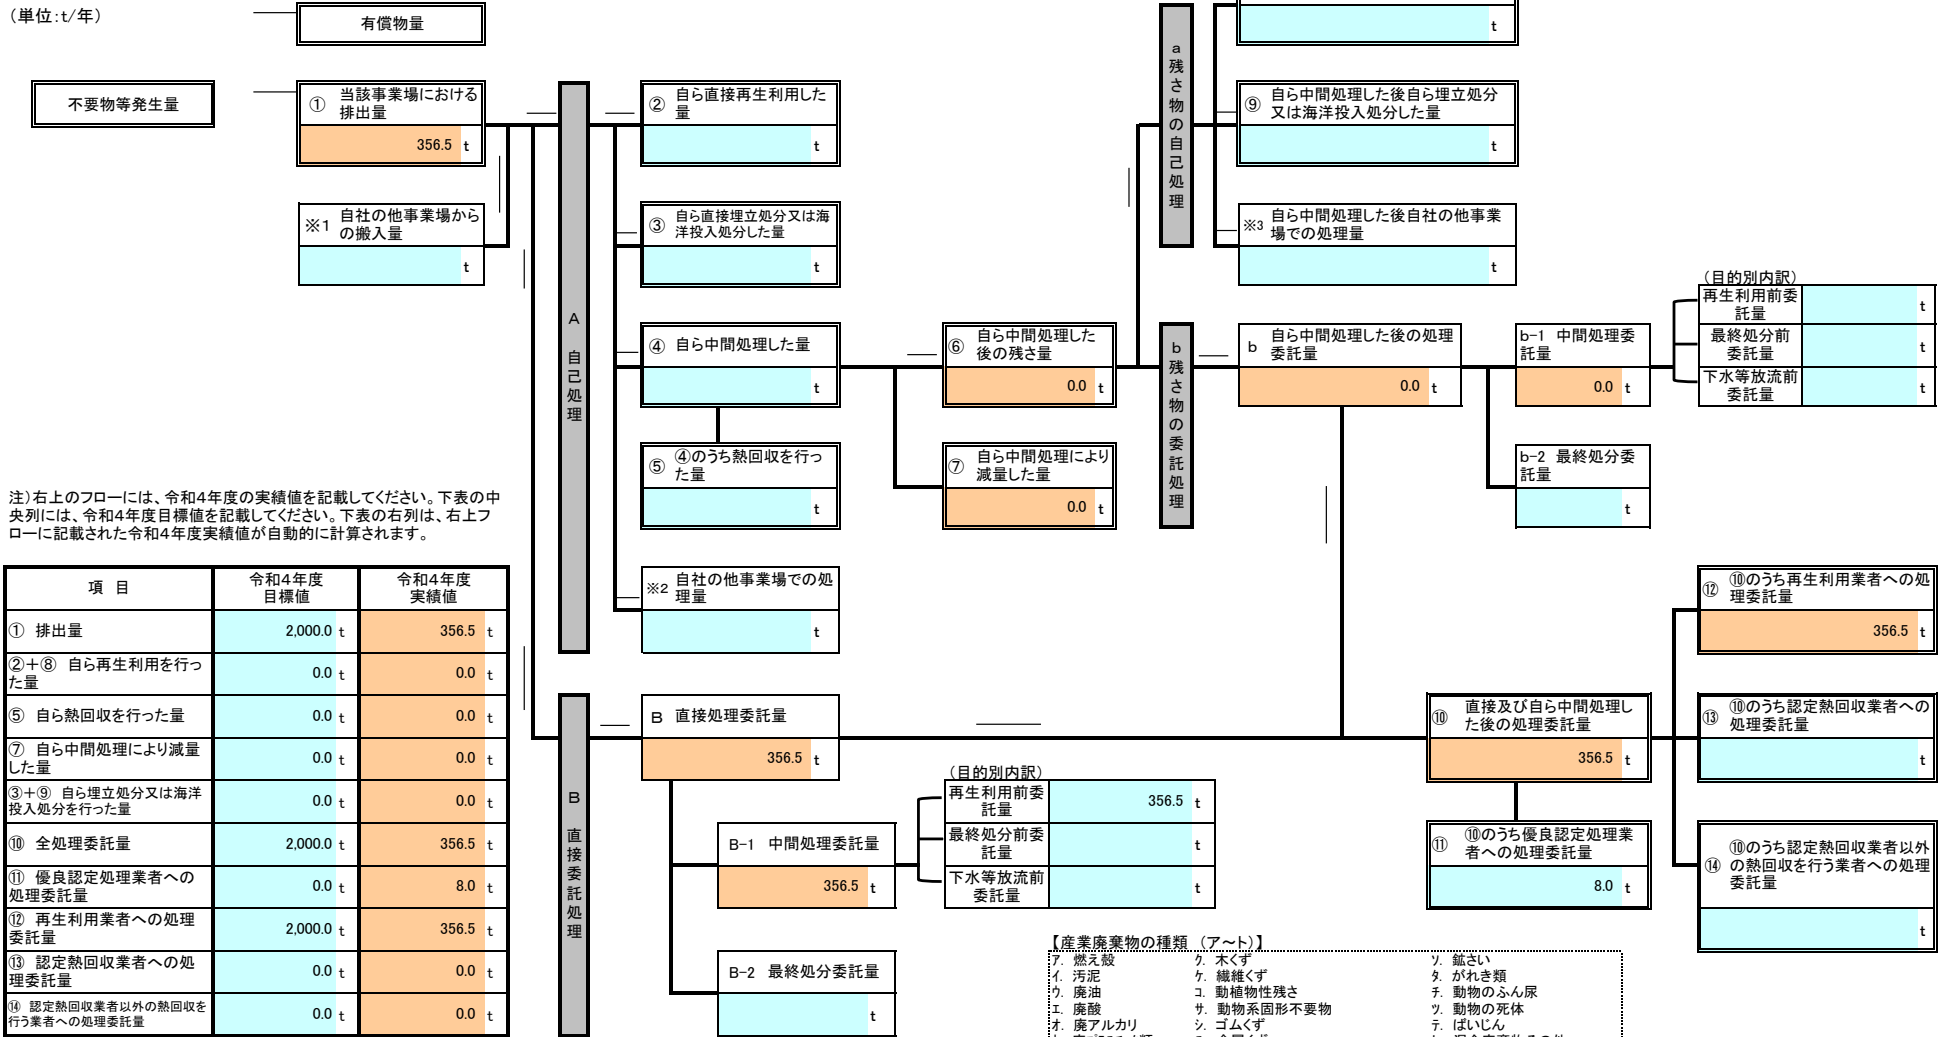 (単位:t/年)
有償物量
t
不要物等発生量
① 当該事業場における
排出量
356.5 t
※1 自社の他事業場から
の搬入量
t
A 自己処理
② 自ら直接再生利用した
量
t
③ 自ら直接埋立処分又は海
洋投入処分した量
t
④ 自ら中間処理した量
t
⑤ ④のうち熱回収を行っ
た量
t
※2 自社の他事業場での処
理量
t
⑥ 自ら中間処理した
後の残さ量
0.0 t
⑦ 自ら中間処理により
減量した量
0.0 t
a 残さ物の自己処理
⑨ 自ら中間処理した後自ら埋立処分
又は海洋投入処分した量
t
※3 自ら中間処理した後自社の他事業
場での処理量
t
b 残さ物の委託処理
b 自ら中間処理した後の処理
委託量
0.0 t
b-1 中間処理委
託量
0.0 t
b-2 最終処分委
託量
t
(目的別内訳)
再生利用前委
託量
t
最終処分前
委託量
t
下水等放流前
委託量
t
注)右上のフローには、令和4年度の実績値を記載してください。下表の中
央列には、令和4年度目標値を記載してください。下表の右列は、右上フ
ローに記載された令和4年度実績値が自動的に計算されます。
項 目 令和4年度
目標値 令和4年度
実績値
① 排出量 2,000.0 t 356.5 t
②+⑧ 自ら再生利用を行っ
た量 0.0 t 0.0 t
⑤ 自ら熱回収を行った量 0.0 t 0.0 t
⑦ 自ら中間処理により減量
した量 0.0 t 0.0 t
③+⑨ 自ら埋立処分又は海洋
投入処分を行った量 0.0 t 0.0 t
⑩ 全処理委託量 2,000.0 t 356.5 t
⑪ 優良認定処理業者への
処理委託量 0.0 t 8.0 t
⑫ 再生利用業者への処理
委託量 2,000.0 t 356.5 t
⑬ 認定熱回収業者への処
理委託量 0.0 t 0.0 t
⑭ 認定熱回収業者以外の熱回収を
行う業者への処理委託量 0.0 t 0.0 t
B 直接委託処理
B 直接処理委託量
356.5 t
B-1 中間処理委託量
356.5 t
B-2 最終処分委託量
t
(目的別内訳)
再生利用前委
託量
356.5 t
最終処分前委
託量
t
下水等放流前
委託量
t
⑩ 直接及び自ら中間処理し
た後の処理委託量
356.5 t
⑪ ⑩のうち優良認定処理業
者への処理委託量
8.0 t
⑫ ⑩のうち再生利用業者への処
理委託量
356.5 t
⑬ ⑩のうち認定熱回収業者への
処理委託量
t
⑭ ⑩のうち認定熱回収業者以外
の熱回収を行う業者への処理
委託量
t
【産業廃棄物の種類 (ア~ト)】
ア. 燃え殻 ク. 木くず ソ. 鉱さい
イ. 汚泥 ケ. 繊維くず タ. がれき類
ウ. 廃油 コ. 動植物性残さ チ. 動物のふん尿
エ. 廃酸 サ. 動物系固形不要物 ツ. 動物の死体
オ. 廃アルカリ シ. ゴムくず テ. ばいじん